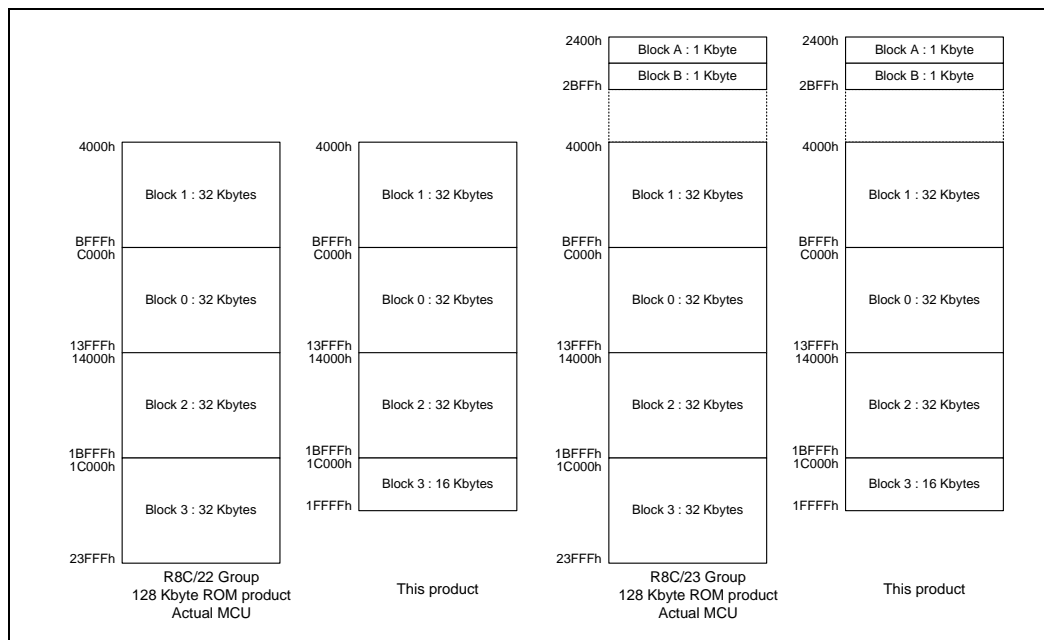 4000h
Block 1 : 32 Kbytes
BFFFh
C000h
Block 0 : 32 Kbytes
13FFFh
14000h
Block 2 : 32 Kbytes
1BFFFh
1C000h
Block 3 : 32 Kbytes
23FFFh
R8C/22 Group
128 Kbyte ROM product
Actual MCU
4000h
Block 1 : 32 Kbytes
BFFFh
C000h
Block 0 : 32 Kbytes
13FFFh
14000h
Block 2 : 32 Kbytes
1BFFFh
1C000h
Block 3 : 16 Kbytes
1FFFFh
This product
2400h
Block A : 1 Kbyte
Block B : 1 Kbyte
2BFFh
4000h
Block 1 : 32 Kbytes
BFFFh
C000h
Block 0 : 32 Kbytes
13FFFh
14000h
Block 2 : 32 Kbytes
1BFFFh
1C000h
Block 3 : 32 Kbytes
23FFFh
R8C/23 Group
128 Kbyte ROM product
Actual MCU
2400h
Block A : 1 Kbyte
Block B : 1 Kbyte
2BFFh
4000h
Block 1 : 32 Kbytes
BFFFh
C000h
Block 0 : 32 Kbytes
13FFFh
14000h
Block 2 : 32 Kbytes
1BFFFh
1C000h
Block 3 : 16 Kbytes
1FFFFh
This product